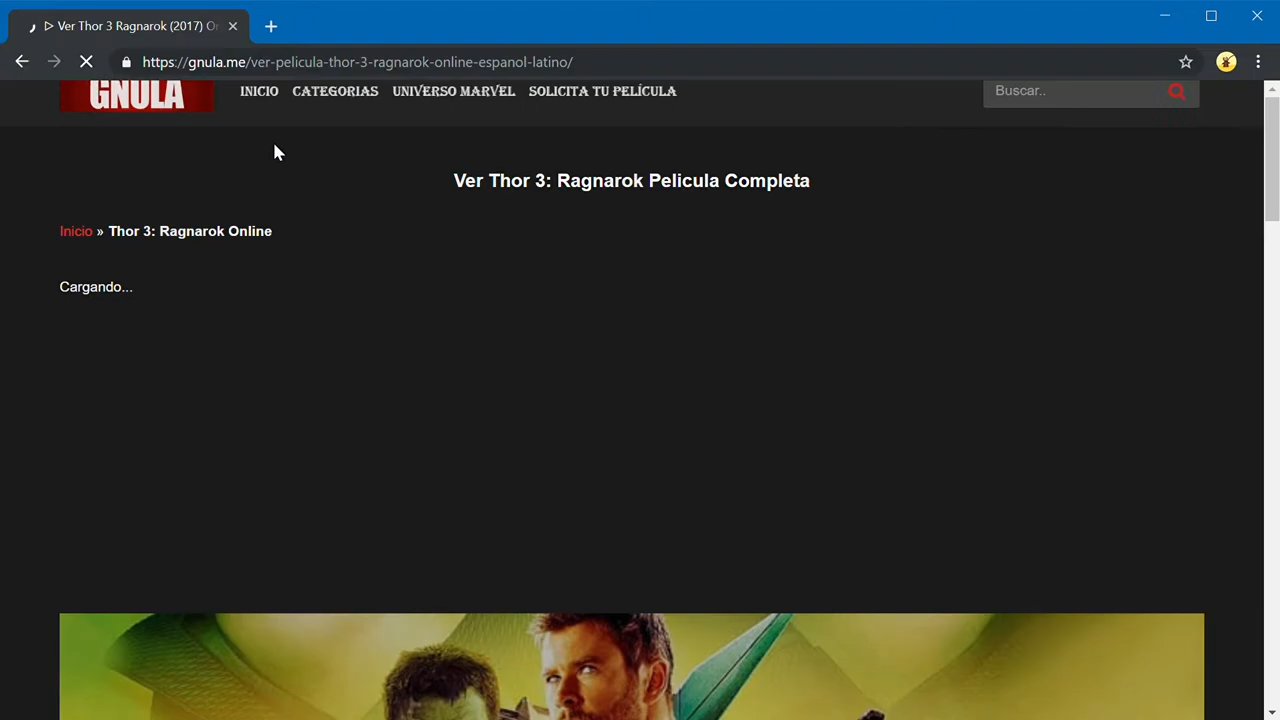 ▷ Ver Thor 3 Ragnarok (2017) O
https://gnula.me/ver-pelicula-thor-3-ragnarok-online-espanol-latino/
GNULA
INICIO CATEGORIAS UNIVERSO MARVEL SOLICITA TU PELÍCULA
Buscar..
Ver Thor 3: Ragnarok Pelicula Completa
Inicio » Thor 3: Ragnarok Online
Cargando...